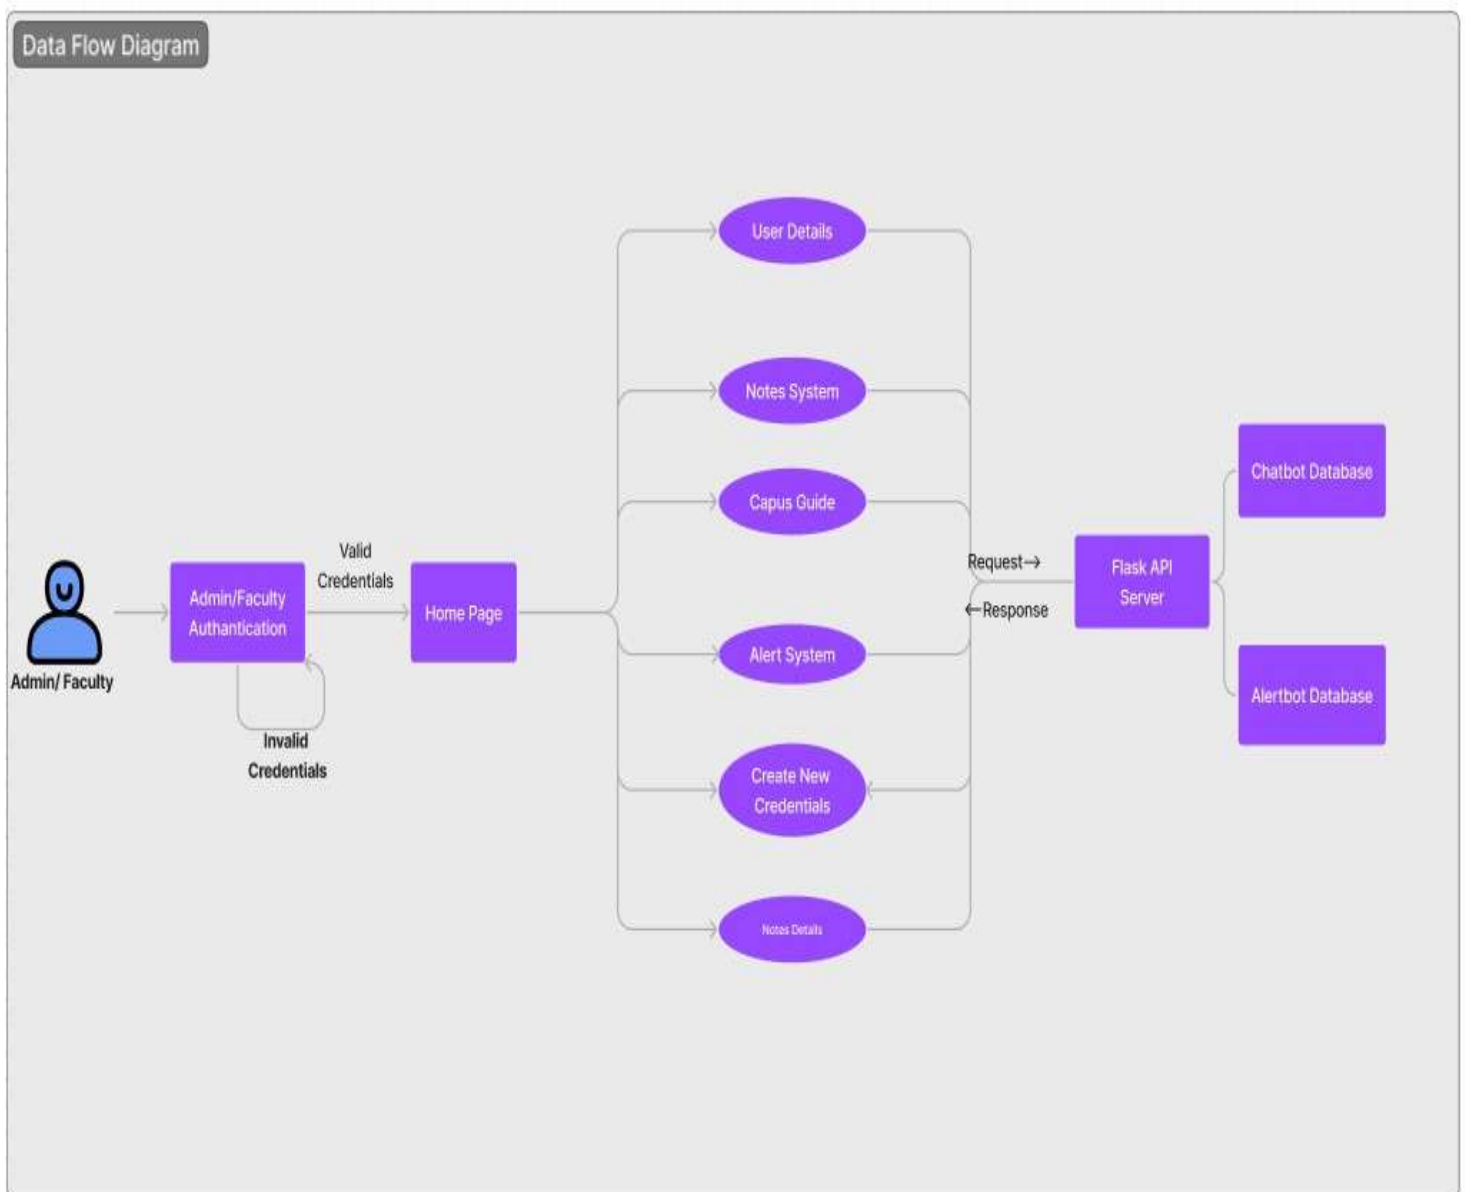 Data Flow Diagram
User Details
Notes System
Capus Guide
Alert System
Create New
Credentials
Notes Details
Admin/ Faculty
Admin/Faculty
Authantication
Valid
Credentials
Invalid
Credentials
Home Page
Request→
←Response
Flask API
Server
Chatbot Database
Alertbot Database